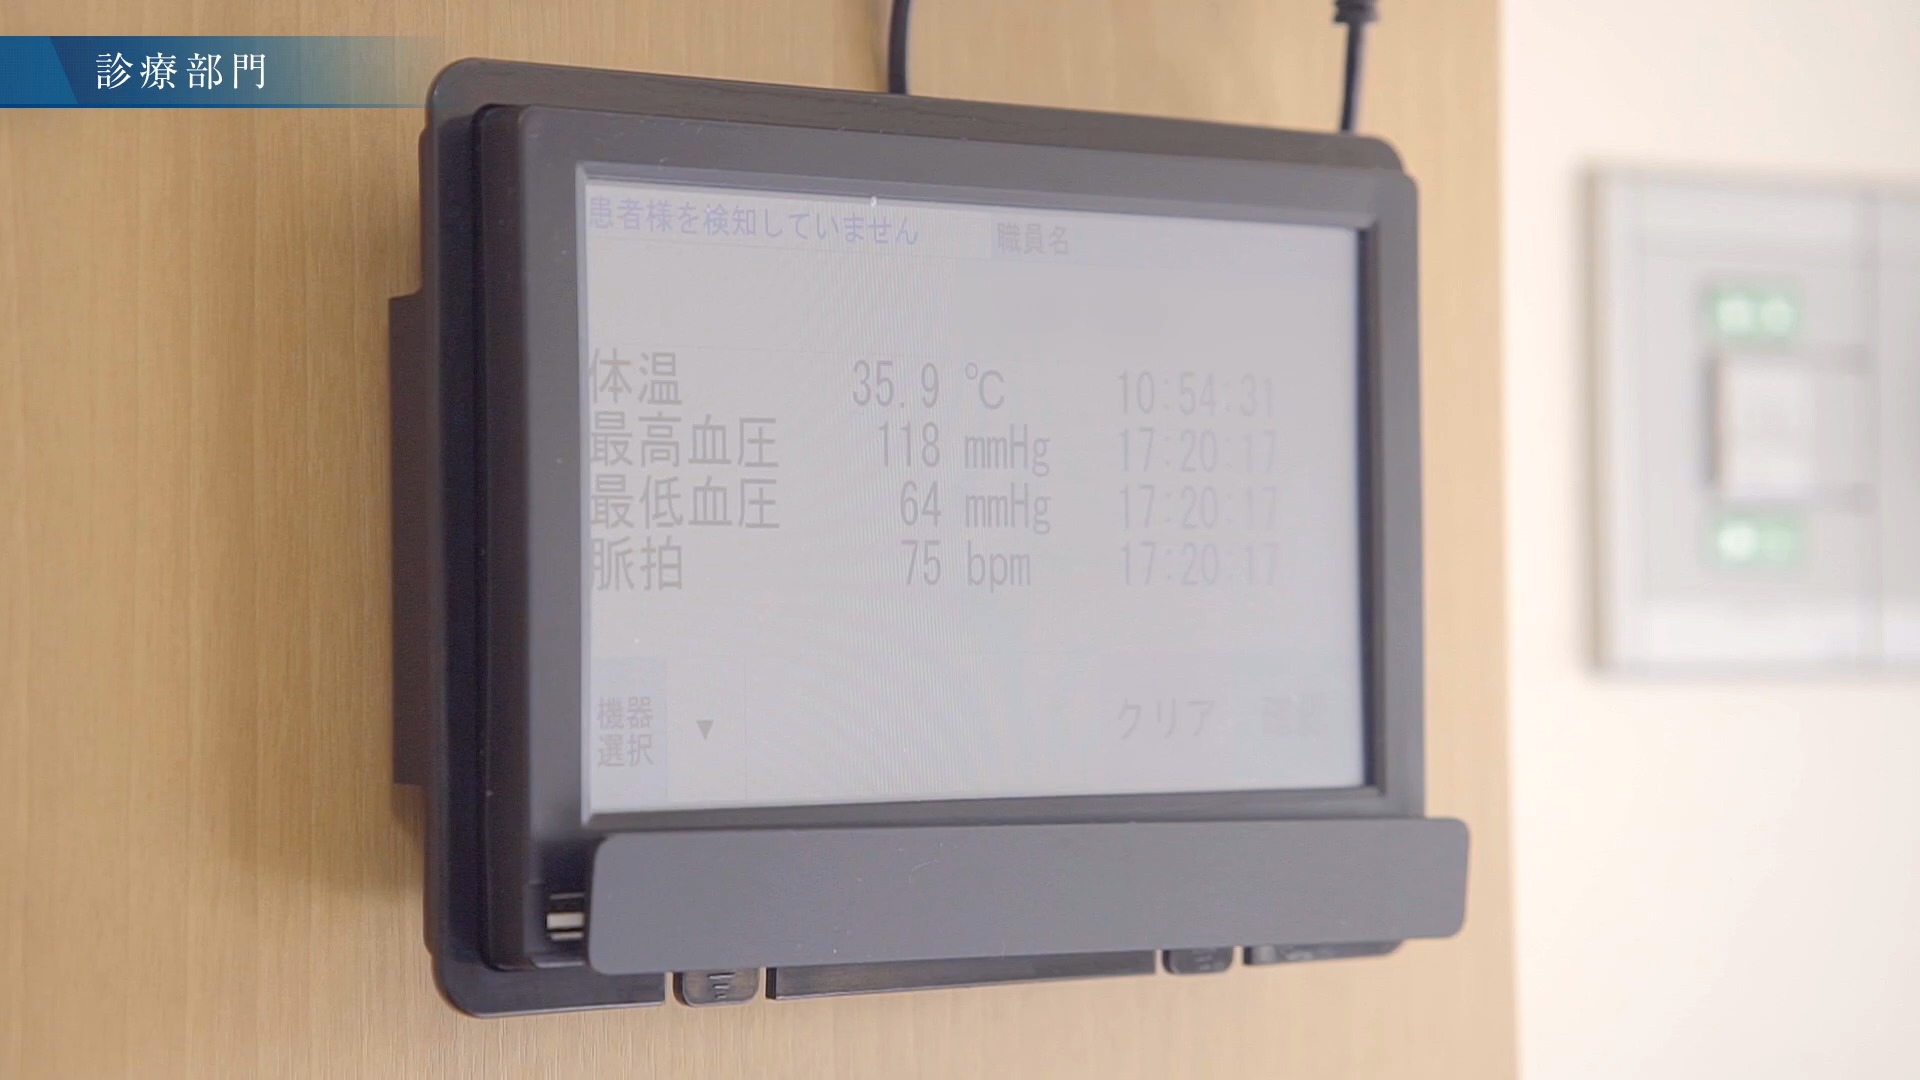 診療部門
患者様を検知していません 職員名
体温 35.9 ℃ 10:54:31
最高血圧 118 mmHg 17:20:17
最低血圧 64 mmHg 17:20:17
脈拍 75 bpm 17:20:17
機器
選択 ▼ クリア